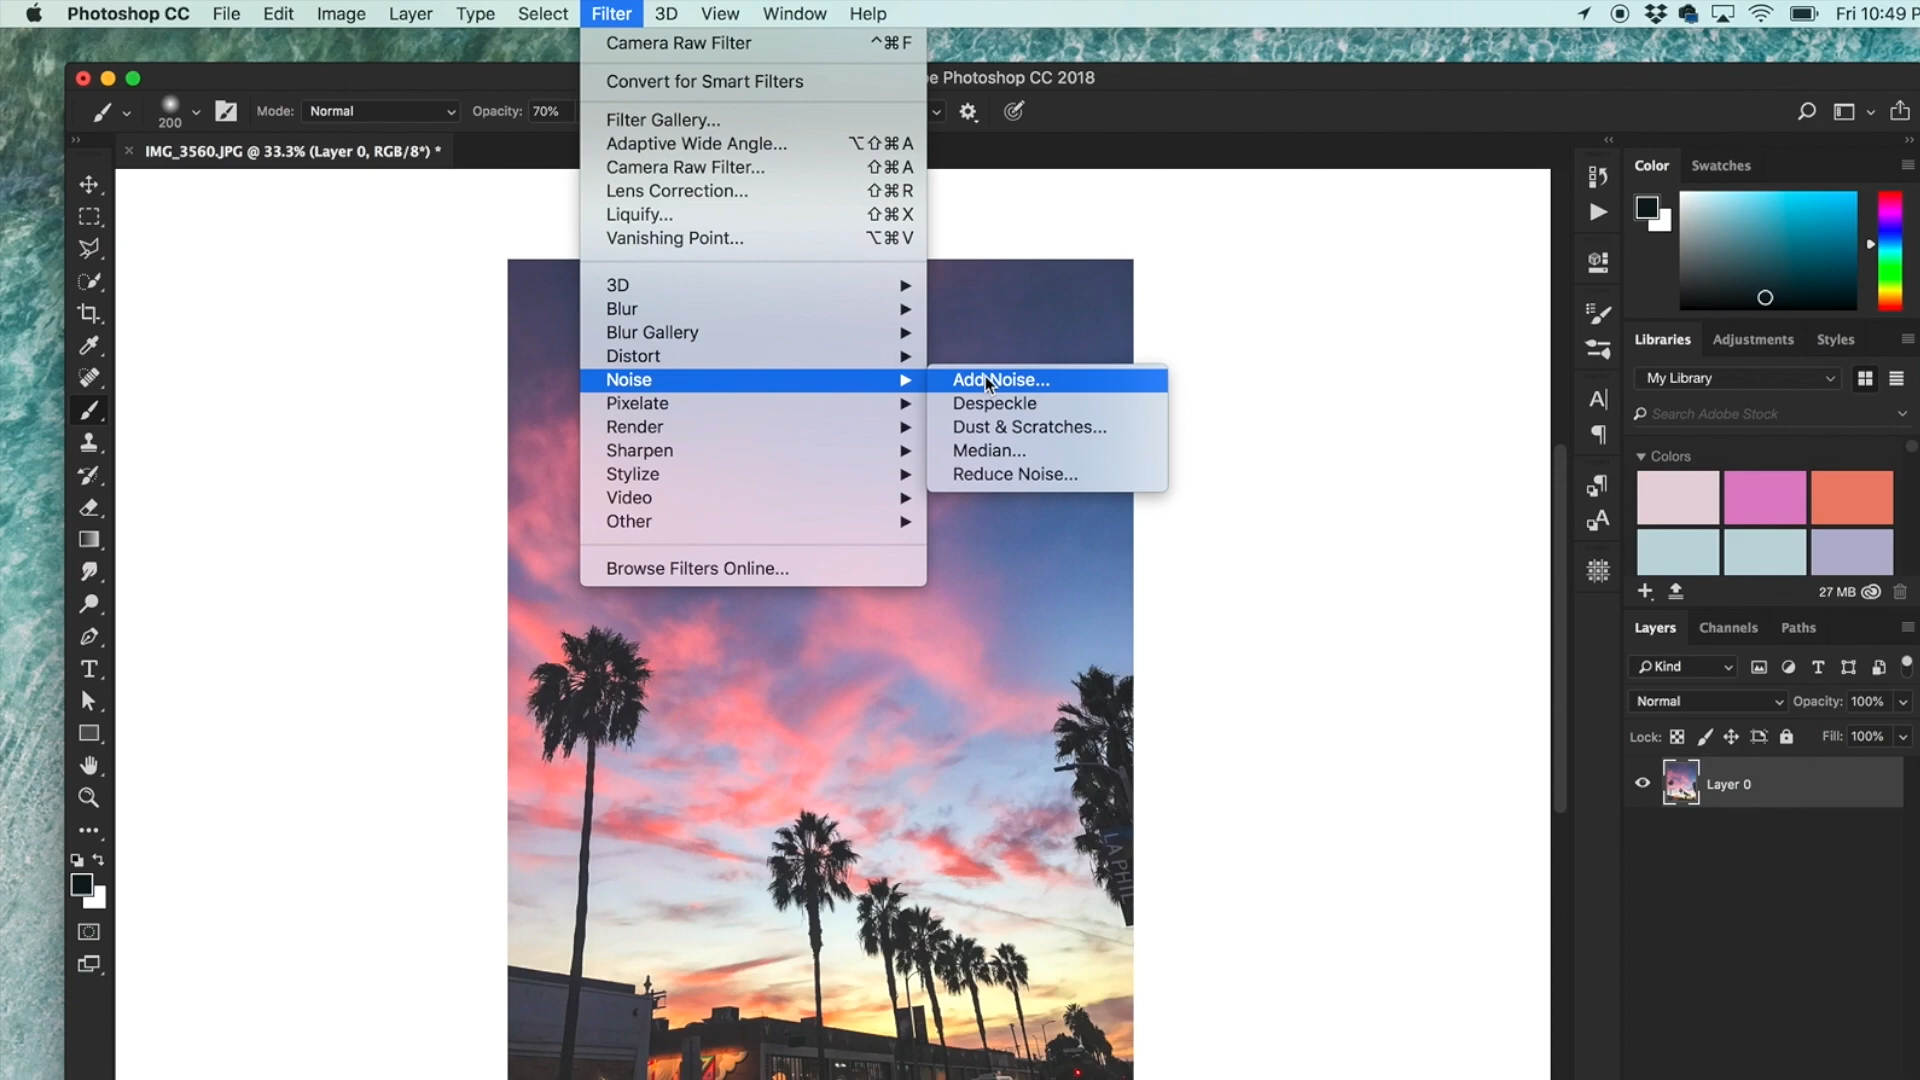 Photoshop CC File Edit Image Layer Type Select Filter 3D View Window Help Fri 10:49 P
Camera Raw Filter ^⌘F
Convert for Smart Filters
Photoshop CC 2018
200 Mode: Normal Opacity: 70%
Filter Gallery...
Adaptive Wide Angle... ⌥⇧⌘A
IMG_3560.JPG @ 33.3% (Layer 0, RGB/8*) *
Camera Raw Filter... ⇧⌘A
Color Swatches
Lens Correction... ⇧⌘R
Liquify... ⇧⌘X
Vanishing Point... ⌥⌘V
3D
Blur
Blur Gallery
Libraries Adjustments Styles
Distort
Noise
Add Noise...
My Library
Pixelate
Despeckle
Search Adobe Stock
Render
Dust & Scratches...
Sharpen
Median...
Colors
Stylize
Reduce Noise...
Video
Other
Browse Filters Online...
27 MB
Layers Channels Paths
Kind
Normal Opacity: 100%
Lock: Fill: 100%
Layer 0
LA PHIL